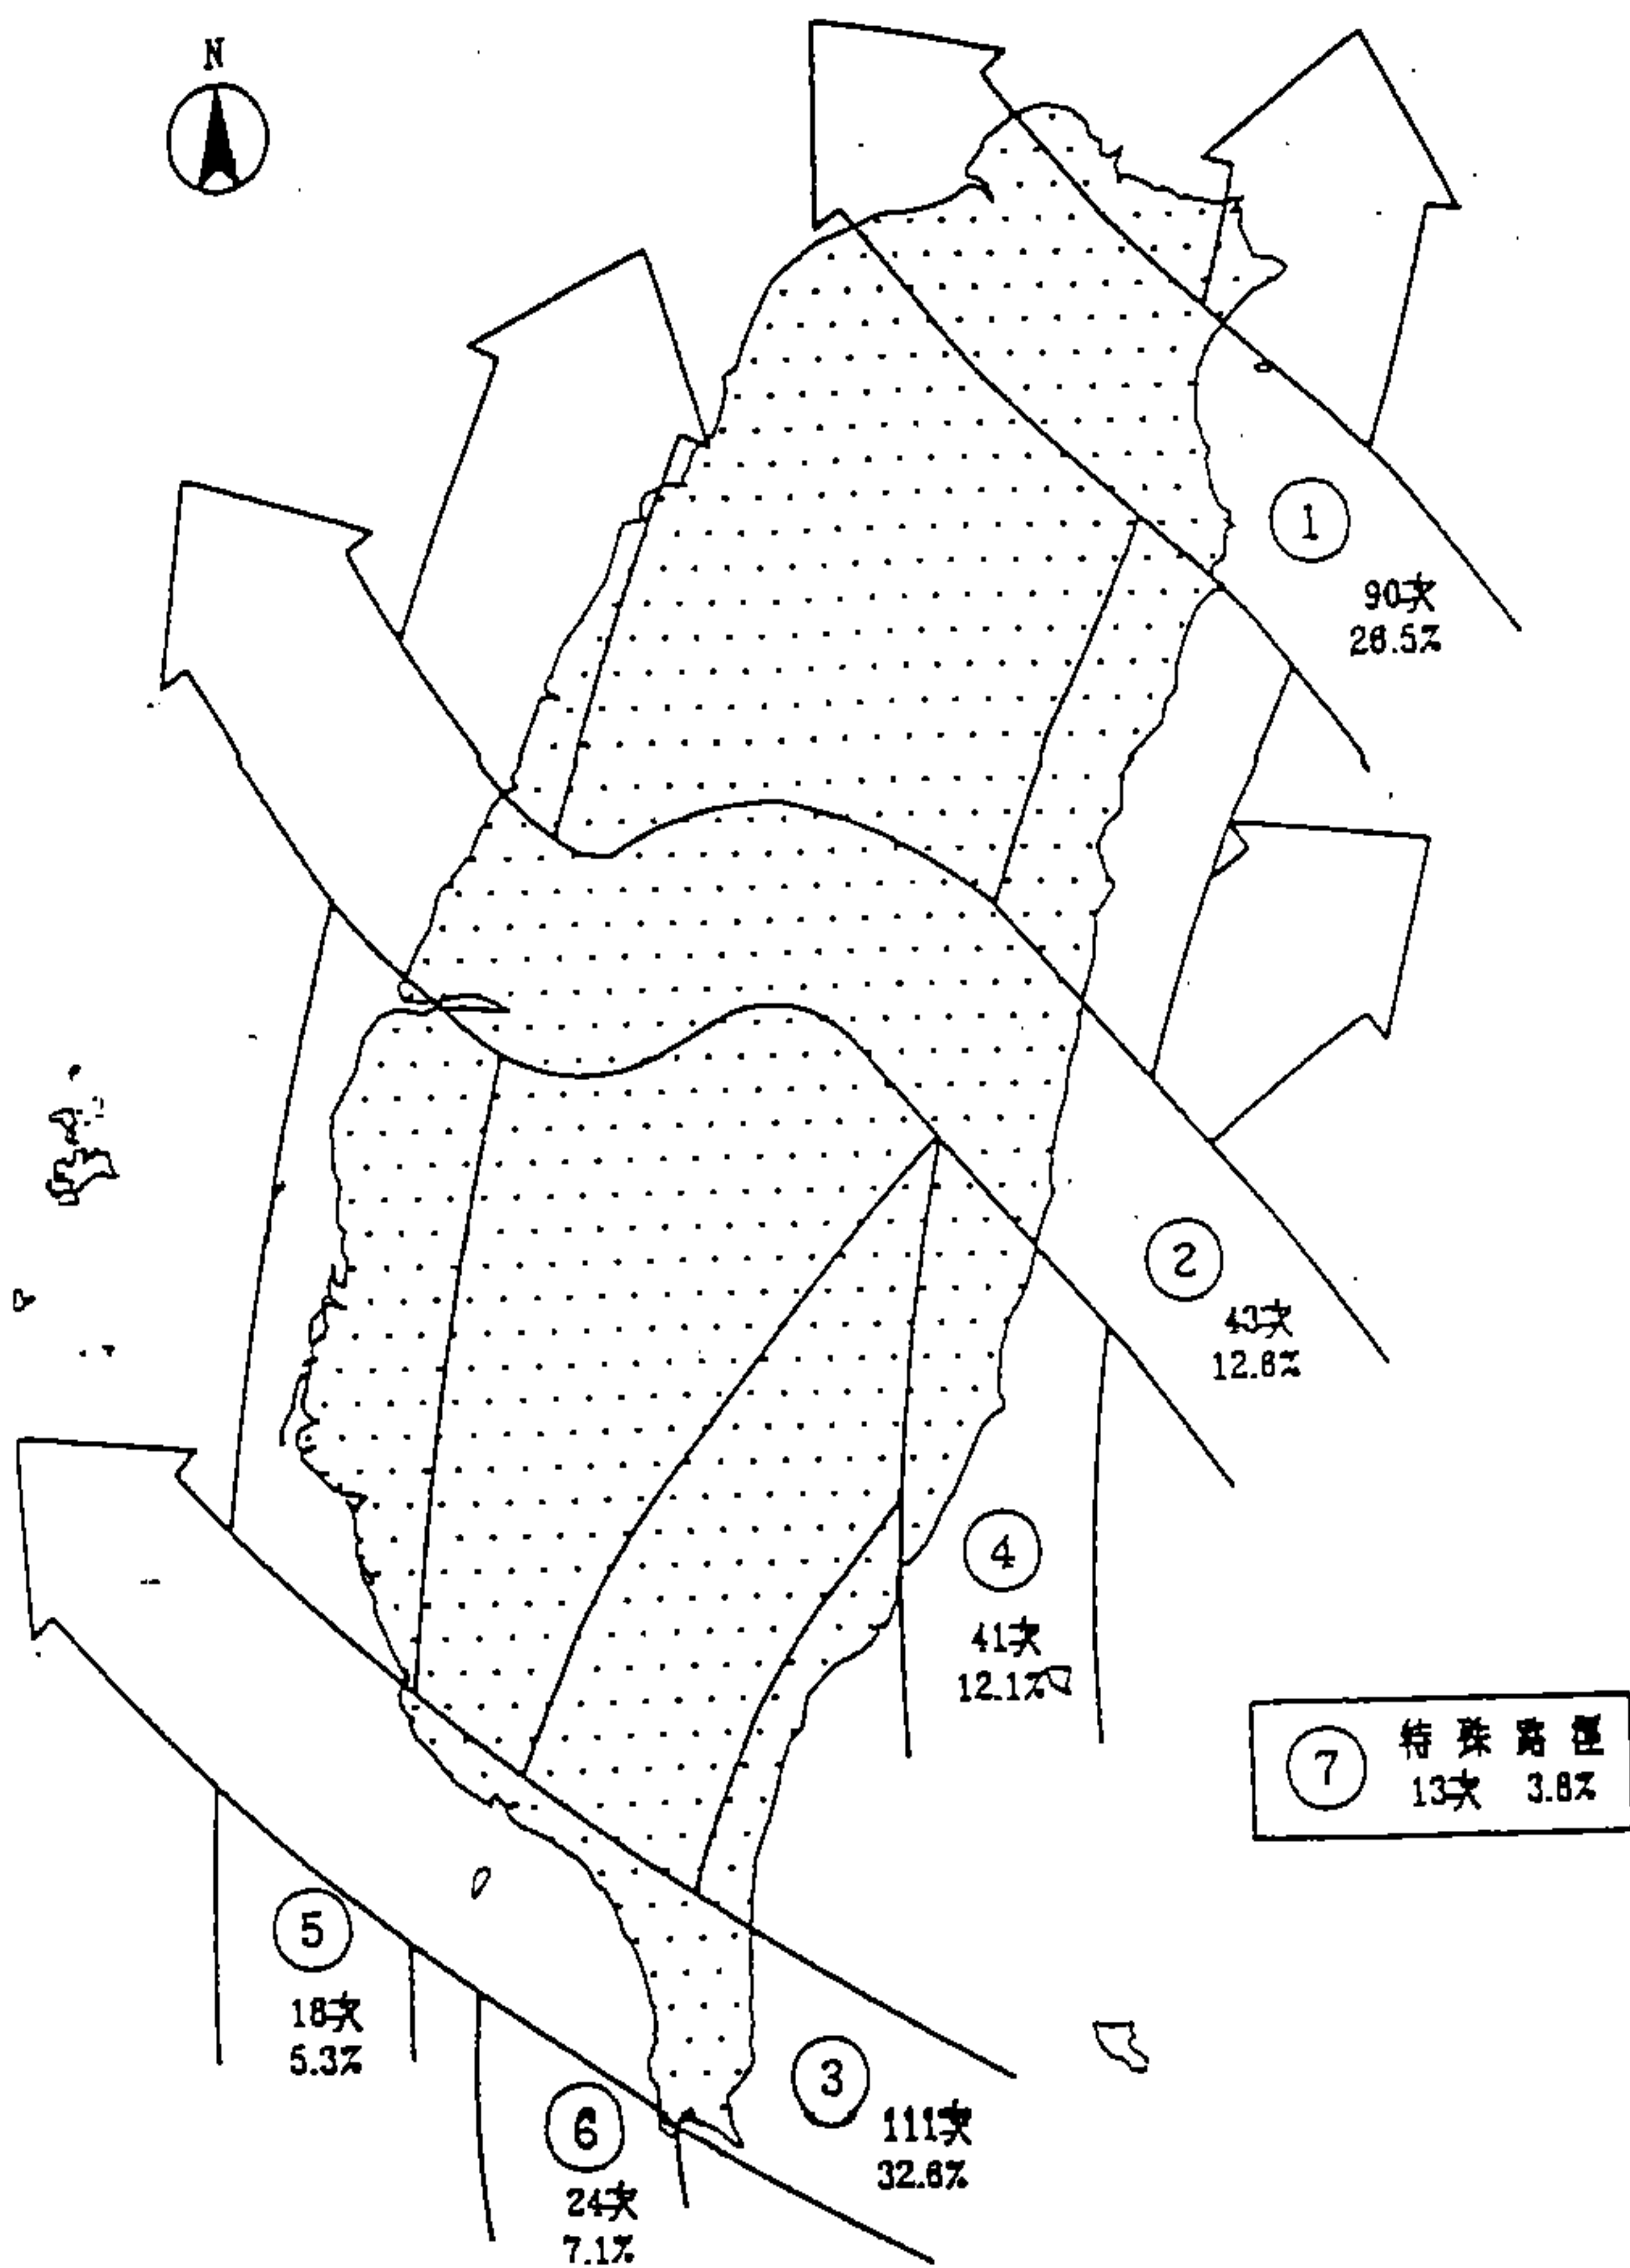 N
①
90次
26.5%
②
43次
12.6%
④
41次
12.1%
⑦ 特殊路徑
13次 3.8%
⑤
18次
5.3%
③
111次
32.6%
⑥
24次
7.1%